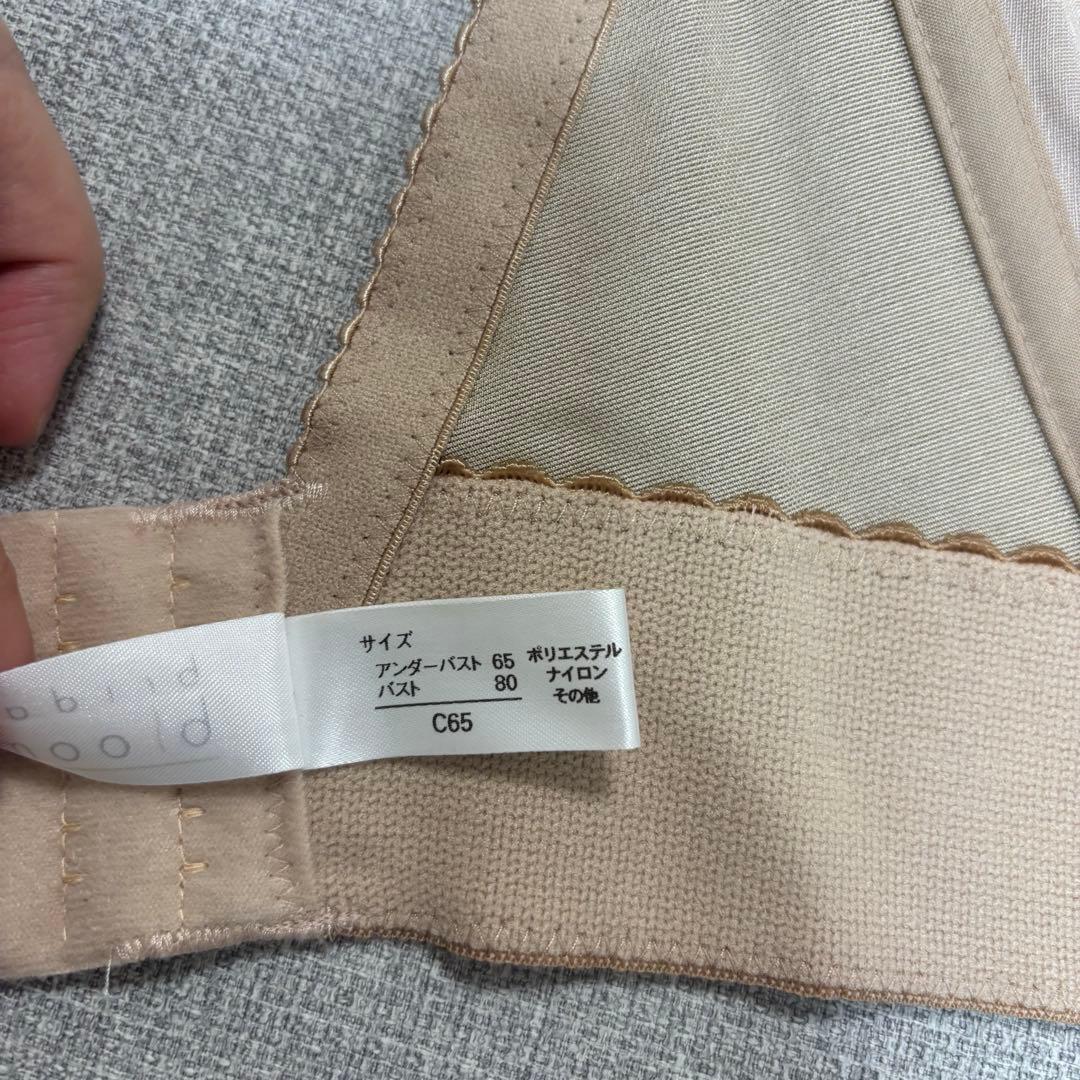 サイズ
アンダーバスト 65
バスト 80
C65
ポリエステル
ナイロン
その他